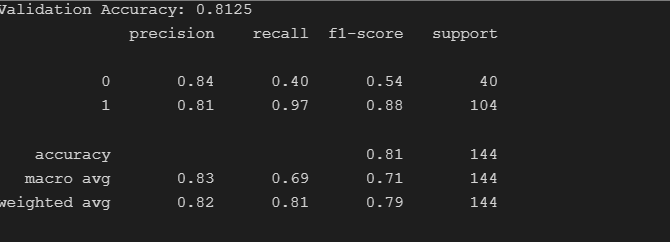 Validation Accuracy: 0.8125
precision recall f1-score support
0 0.84 0.40 0.54 40
1 0.81 0.97 0.88 104
accuracy 0.81 144
macro avg 0.83 0.69 0.71 144
weighted avg 0.82 0.81 0.79 144